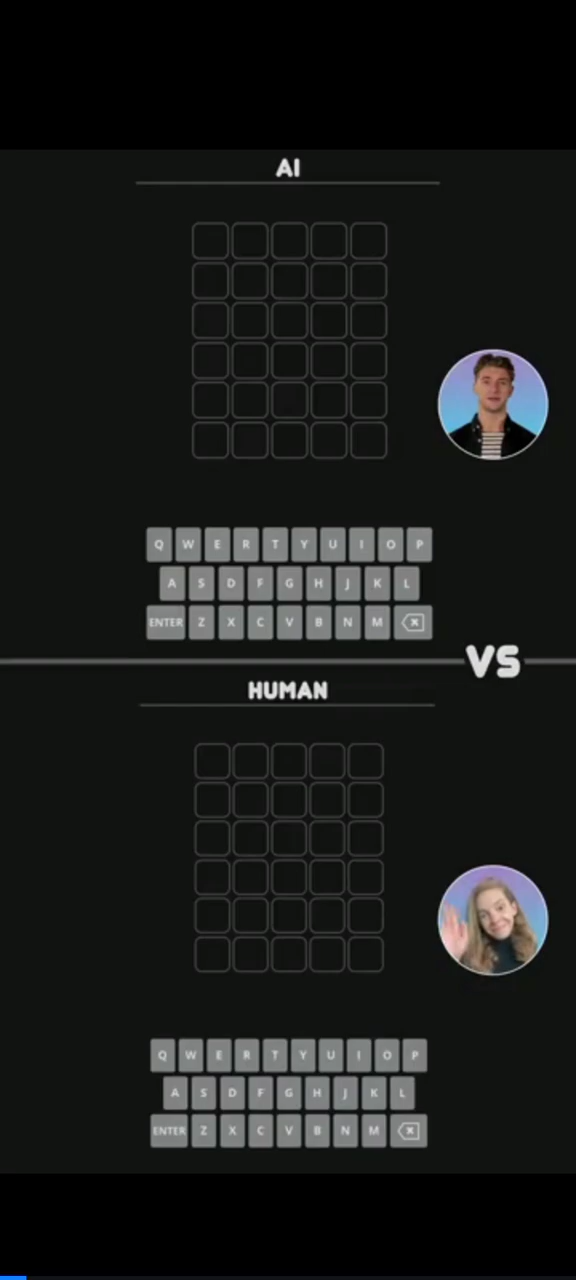 AI
Q W E R T Y U I O P
A S D F G H J K L
ENTER Z X C V B N M
VS
HUMAN
Q W E R T Y U I O P
A S D F G H J K L
ENTER Z X C V B N M